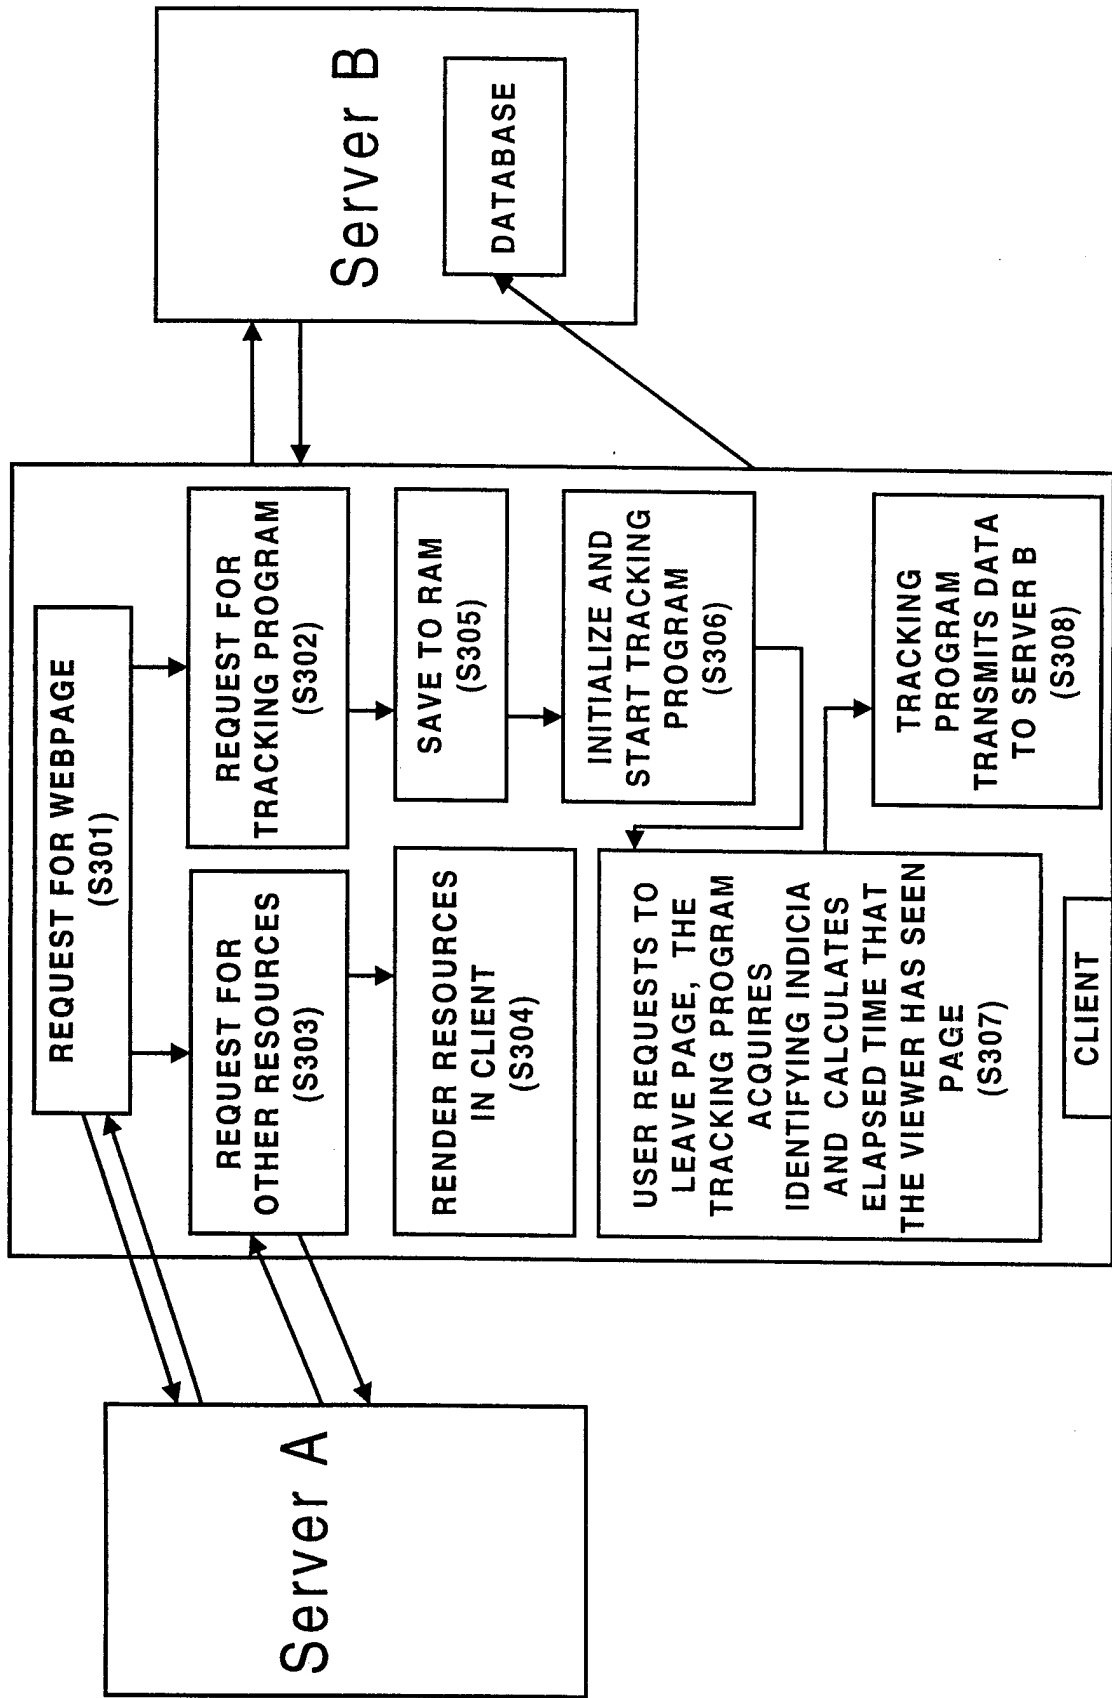 Server A
REQUEST FOR WEBPAGE
(S301)
REQUEST FOR
OTHER RESOURCES
(S303)
REQUEST FOR
TRACKING PROGRAM
(S302)
RENDER RESOURCES
IN CLIENT
(S304)
SAVE TO RAM
(S305)
INITIALIZE AND
START TRACKING
PROGRAM
(S306)
USER REQUESTS TO
LEAVE PAGE, THE
TRACKING PROGRAM
ACQUIRES
IDENTIFYING INDICIA
AND CALCULATES
ELAPSED TIME THAT
THE VIEWER HAS SEEN
PAGE
(S307)
TRACKING
PROGRAM
TRANSMITS DATA
TO SERVER B
(S308)
CLIENT
Server B
DATABASE